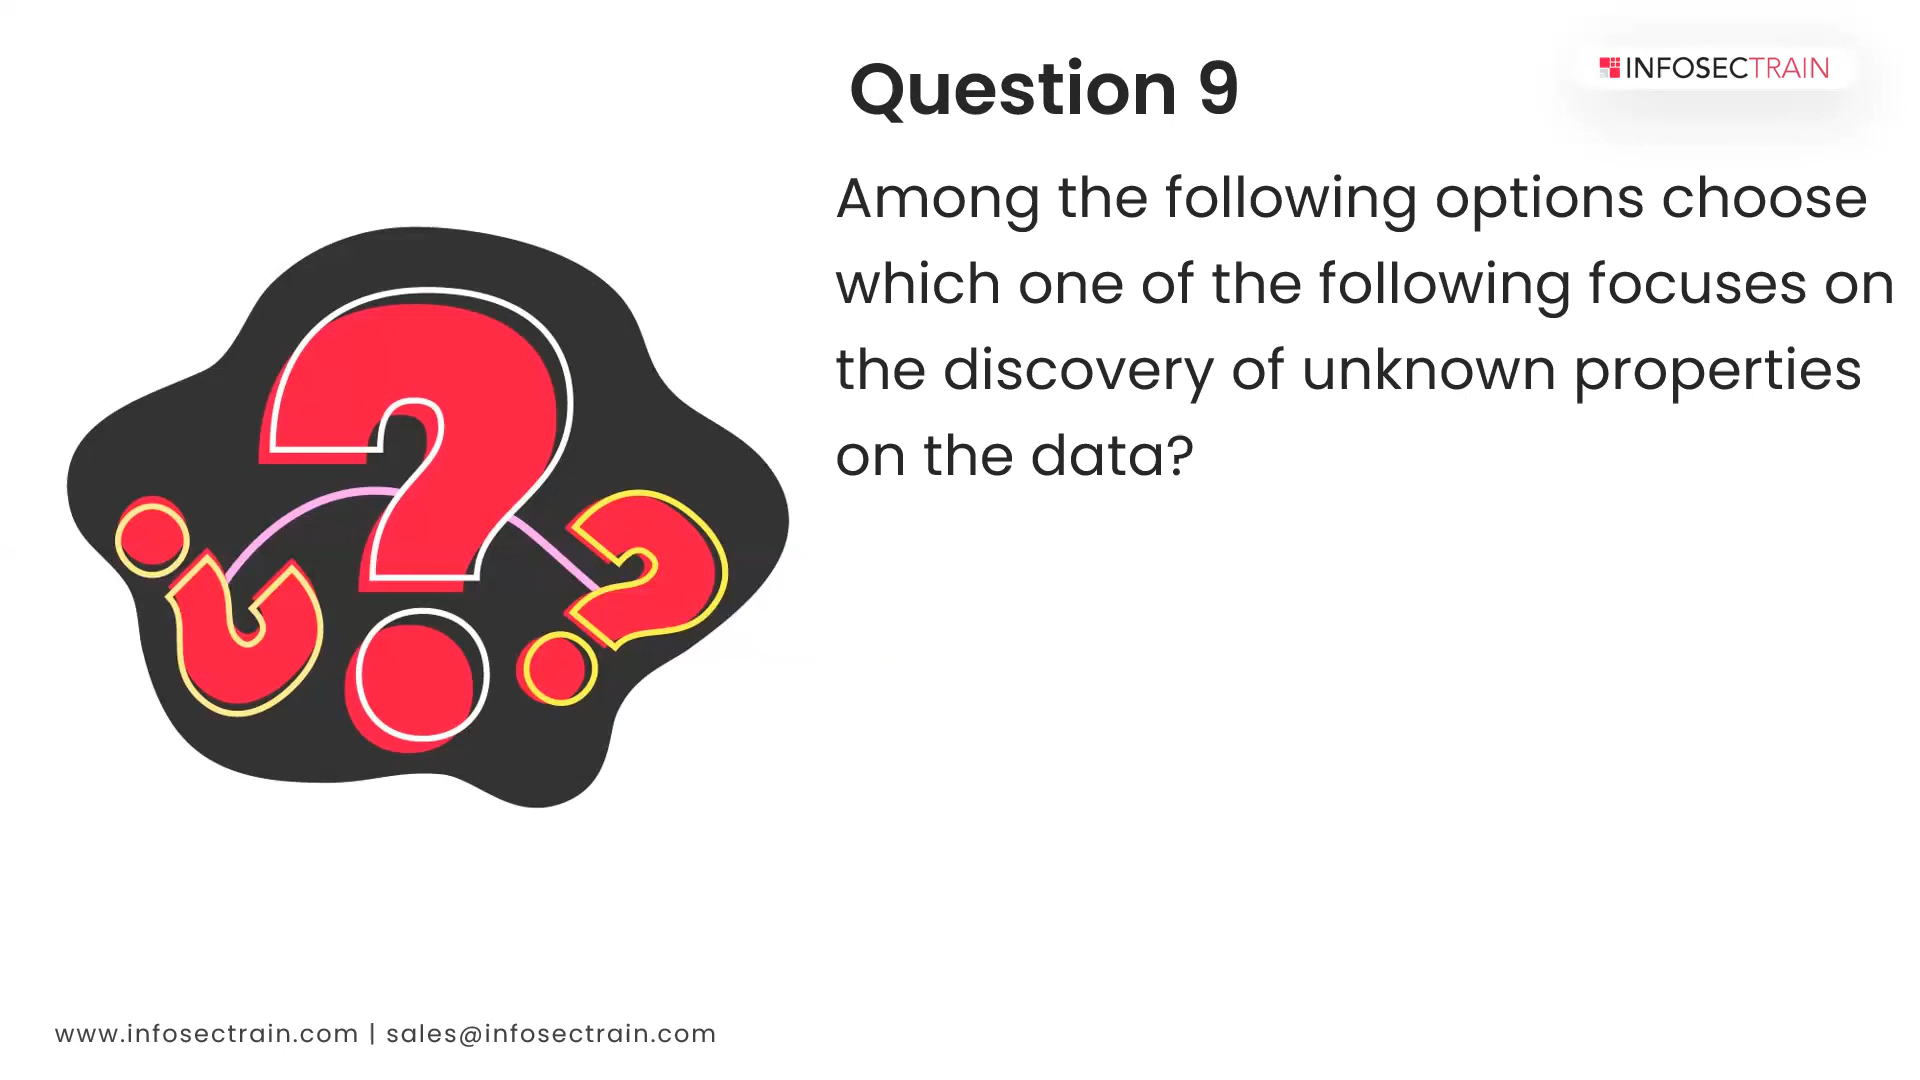 Question 9
INFOSECTRAIN
Among the following options choose
which one of the following focuses on
the discovery of unknown properties
on the data?
www.infosectrain.com | sales@infosectrain.com